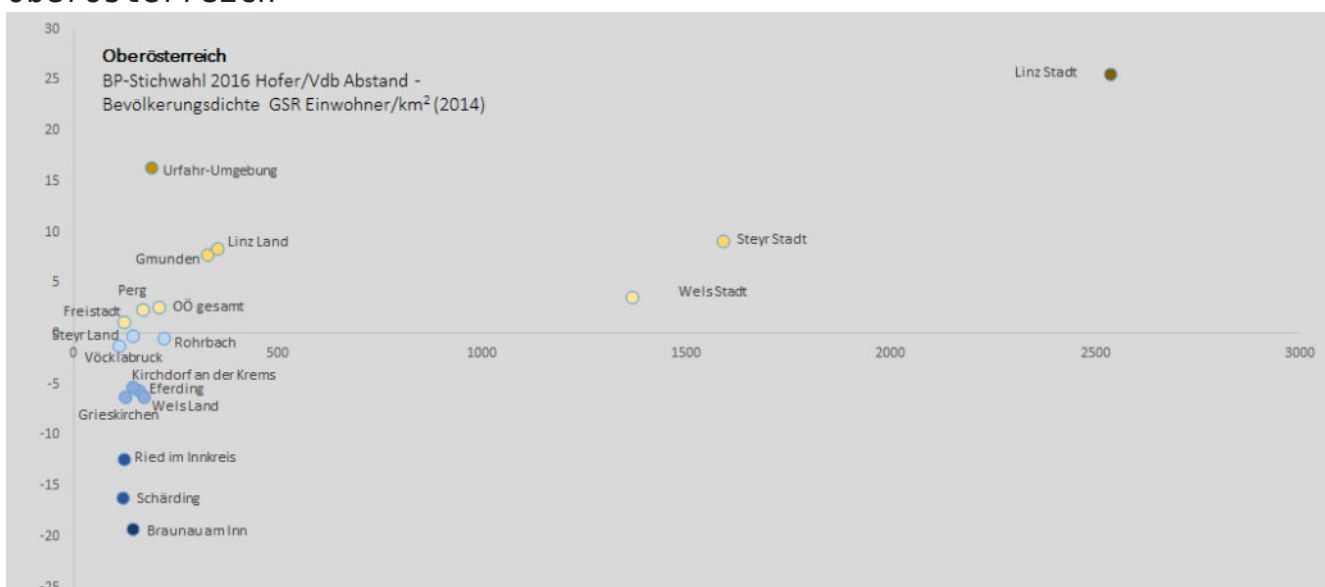 Oberösterreich
30
Oberösterreich
BP-Stichwahl 2016 Hofer/Vdb Abstand -
Bevölkerungsdichte GSR Einwohner/km² (2014)
25
Linz Stadt
20
Urfahr-Umgebung
15
10
Linz Land
Steyr Stadt
Gmunden
5
Perg
Wels Stadt
Freistadt
OÖ gesamt
0
Steyr Land
Rohrbach
0
500
1000
1500
2000
2500
3000
Vöcklabruck
Kirchdorf an der Krems
-5
Eferding
Wels Land
Grieskirchen
-10
Ried im Innkreis
-15
Schärding
-20
Braunau am Inn
-25